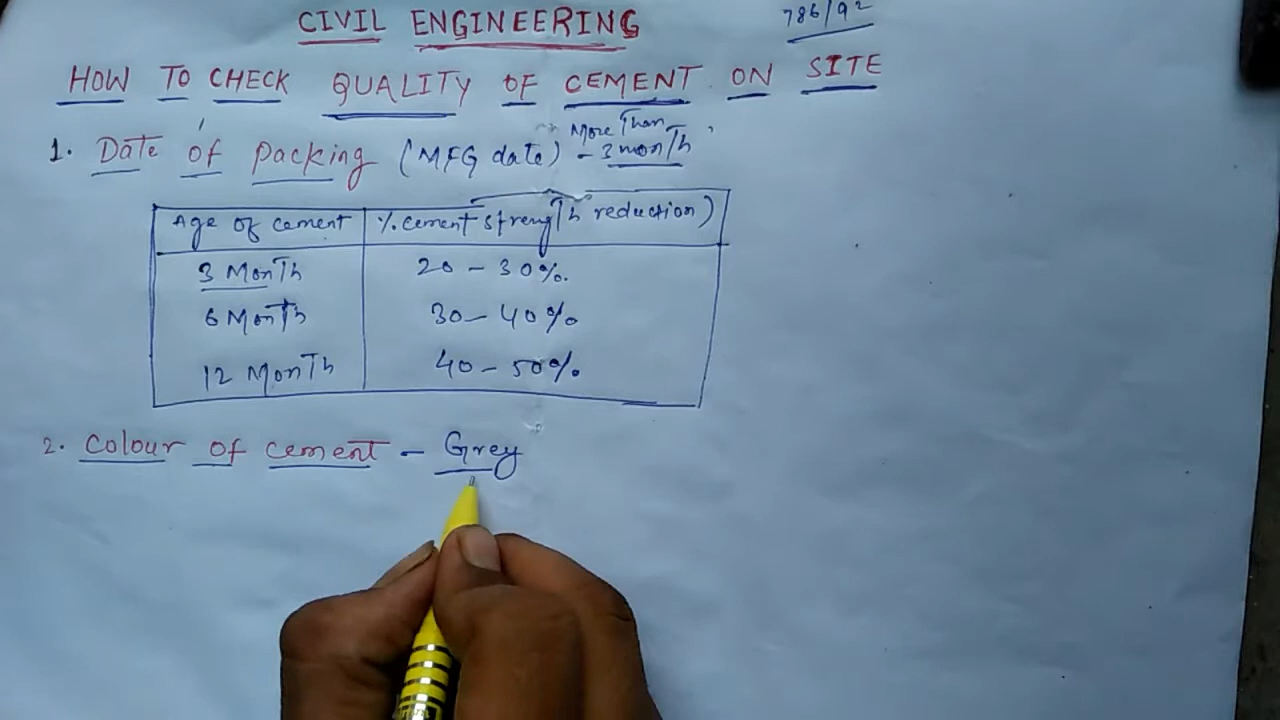 CIVIL ENGINEERING 786/92
HOW TO CHECK QUALITY OF CEMENT ON SITE
1. Date of Packing (MFG date) - More Than 3 monTh
Age of cement % cement strength reduction)
3 MonTh 20 - 30%.
6 MonTh 30 - 40%
12 MonTh 40 - 50%
2. Colour of cement - Grey